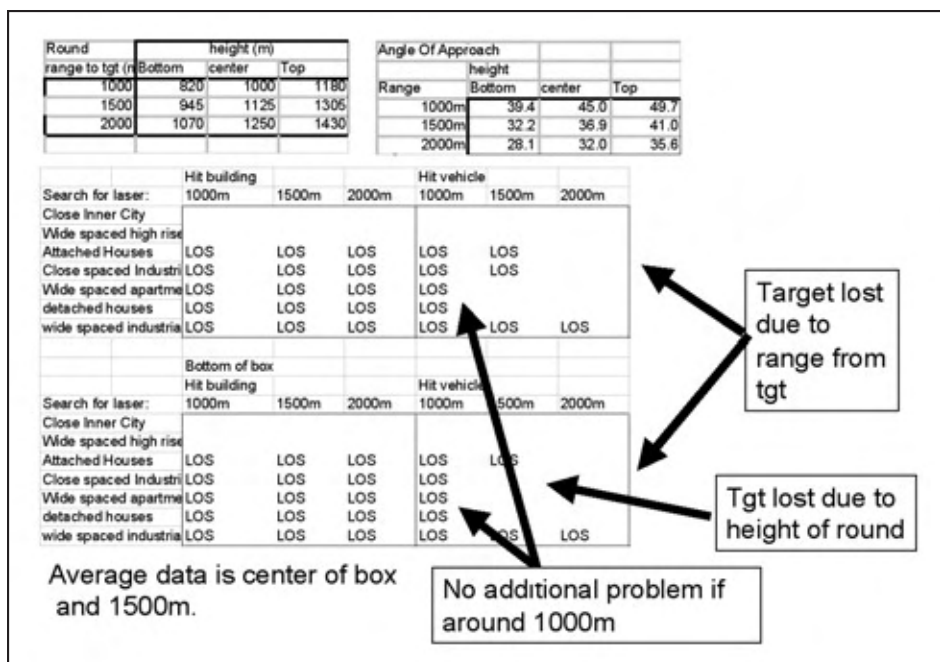 Round height (m)
range to tgt (m Bottom center Top
1000 820 1000 1180
1500 945 1125 1305
2000 1070 1250 1430
Angle Of Approach
height
Range Bottom center Top
1000m 39.4 45.0 49.7
1500m 32.2 36.9 41.0
2000m 28.1 32.0 35.6
Hit building Hit vehicle
Search for laser: 1000m 1500m 2000m 1000m 1500m 2000m
Close Inner City
Wide spaced high rise
Attached Houses LOS LOS LOS LOS LOS
Close spaced Industri LOS LOS LOS LOS LOS
Wide spaced apartme LOS LOS LOS LOS
detached houses LOS LOS LOS LOS
wide spaced industria LOS LOS LOS LOS LOS LOS
Bottom of box
Hit building Hit vehicle
Search for laser: 1000m 1500m 2000m 1000m 1500m 2000m
Close Inner City
Wide spaced high rise
Attached Houses LOS LOS LOS LOS LOS
Close spaced Industri LOS LOS LOS LOS
Wide spaced apartme LOS LOS LOS LOS
detached houses LOS LOS LOS LOS
wide spaced industria LOS LOS LOS LOS LOS LOS
Target lost
due to
range from
tgt
Tgt lost due to
height of round
No additional problem if
around 1000m
Average data is center of box
and 1500m.